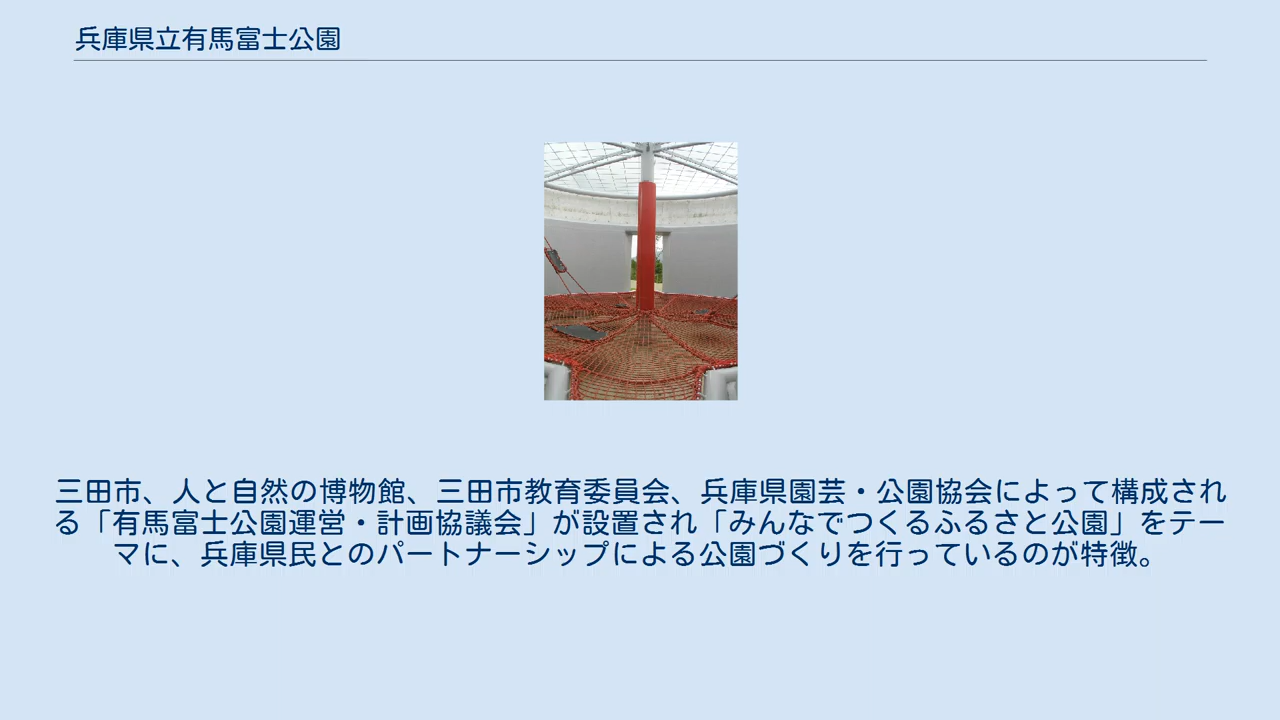 兵庫県立有馬富士公園
三田市、人と自然の博物館、三田市教育委員会、兵庫県園芸・公園協会によって構成され
る「有馬富士公園運営・計画協議会」が設置され「みんなでつくるふるさと公園」をテー
マに、兵庫県民とのパートナーシップによる公園づくりを行っているのが特徴。